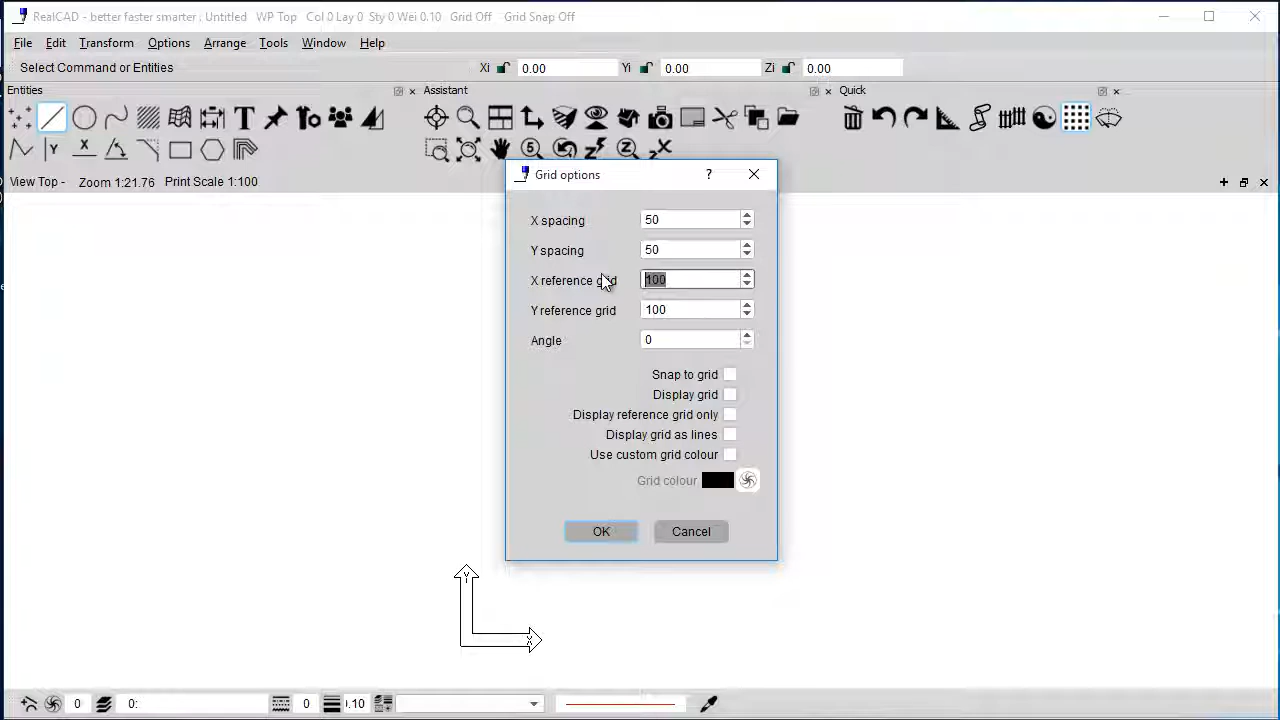 RealCAD - better faster smarter : Untitled WP Top Col 0 Lay 0 Sty 0 Wei 0.10 Grid Off Grid Snap Off
File Edit Transform Options Arrange Tools Window Help
Select Command or Entities Xi 0.00 Yi 0.00 Zi 0.00
Entities Assistant Quick
View Top - Zoom 1:21.76 Print Scale 1:100
Grid options
X spacing 50
Y spacing 50
X reference grid 100
Y reference grid 100
Angle 0
Snap to grid
Display grid
Display reference grid only
Display grid as lines
Use custom grid colour
Grid colour
OK Cancel
Y
X
0 0: 0 .10